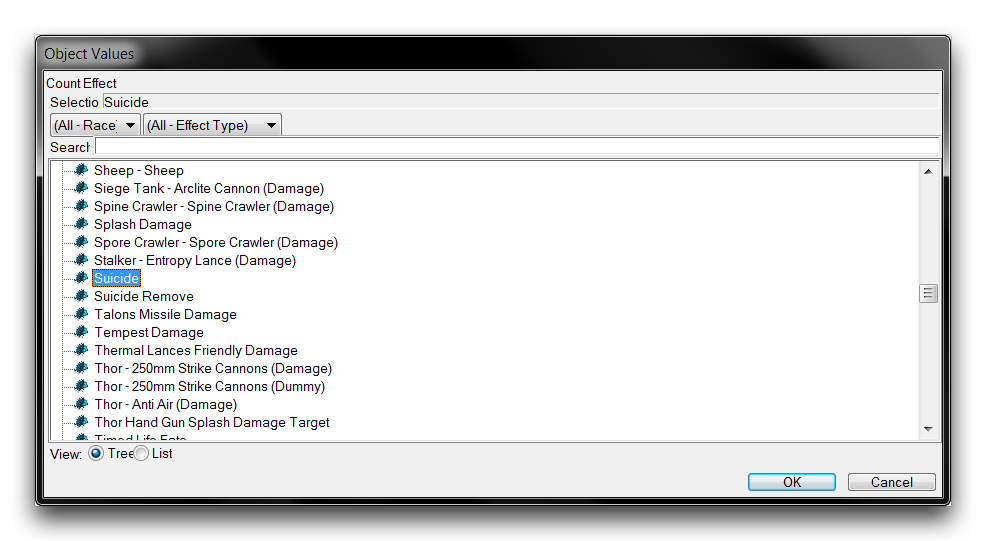 Object Values
Count Effect
Selectio Suicide
(All - Race) (All - Effect Type)
Search
Sheep - Sheep
Siege Tank - Arclite Cannon (Damage)
Spine Crawler - Spine Crawler (Damage)
Splash Damage
Spore Crawler - Spore Crawler (Damage)
Stalker - Entropy Lance (Damage)
Suicide
Suicide Remove
Talons Missile Damage
Tempest Damage
Thermal Lances Friendly Damage
Thor - 250mm Strike Cannons (Damage)
Thor - 250mm Strike Cannons (Dummy)
Thor - Anti Air (Damage)
Thor Hand Gun Splash Damage Target
Timed Life Fate
View: Tree List
OK Cancel